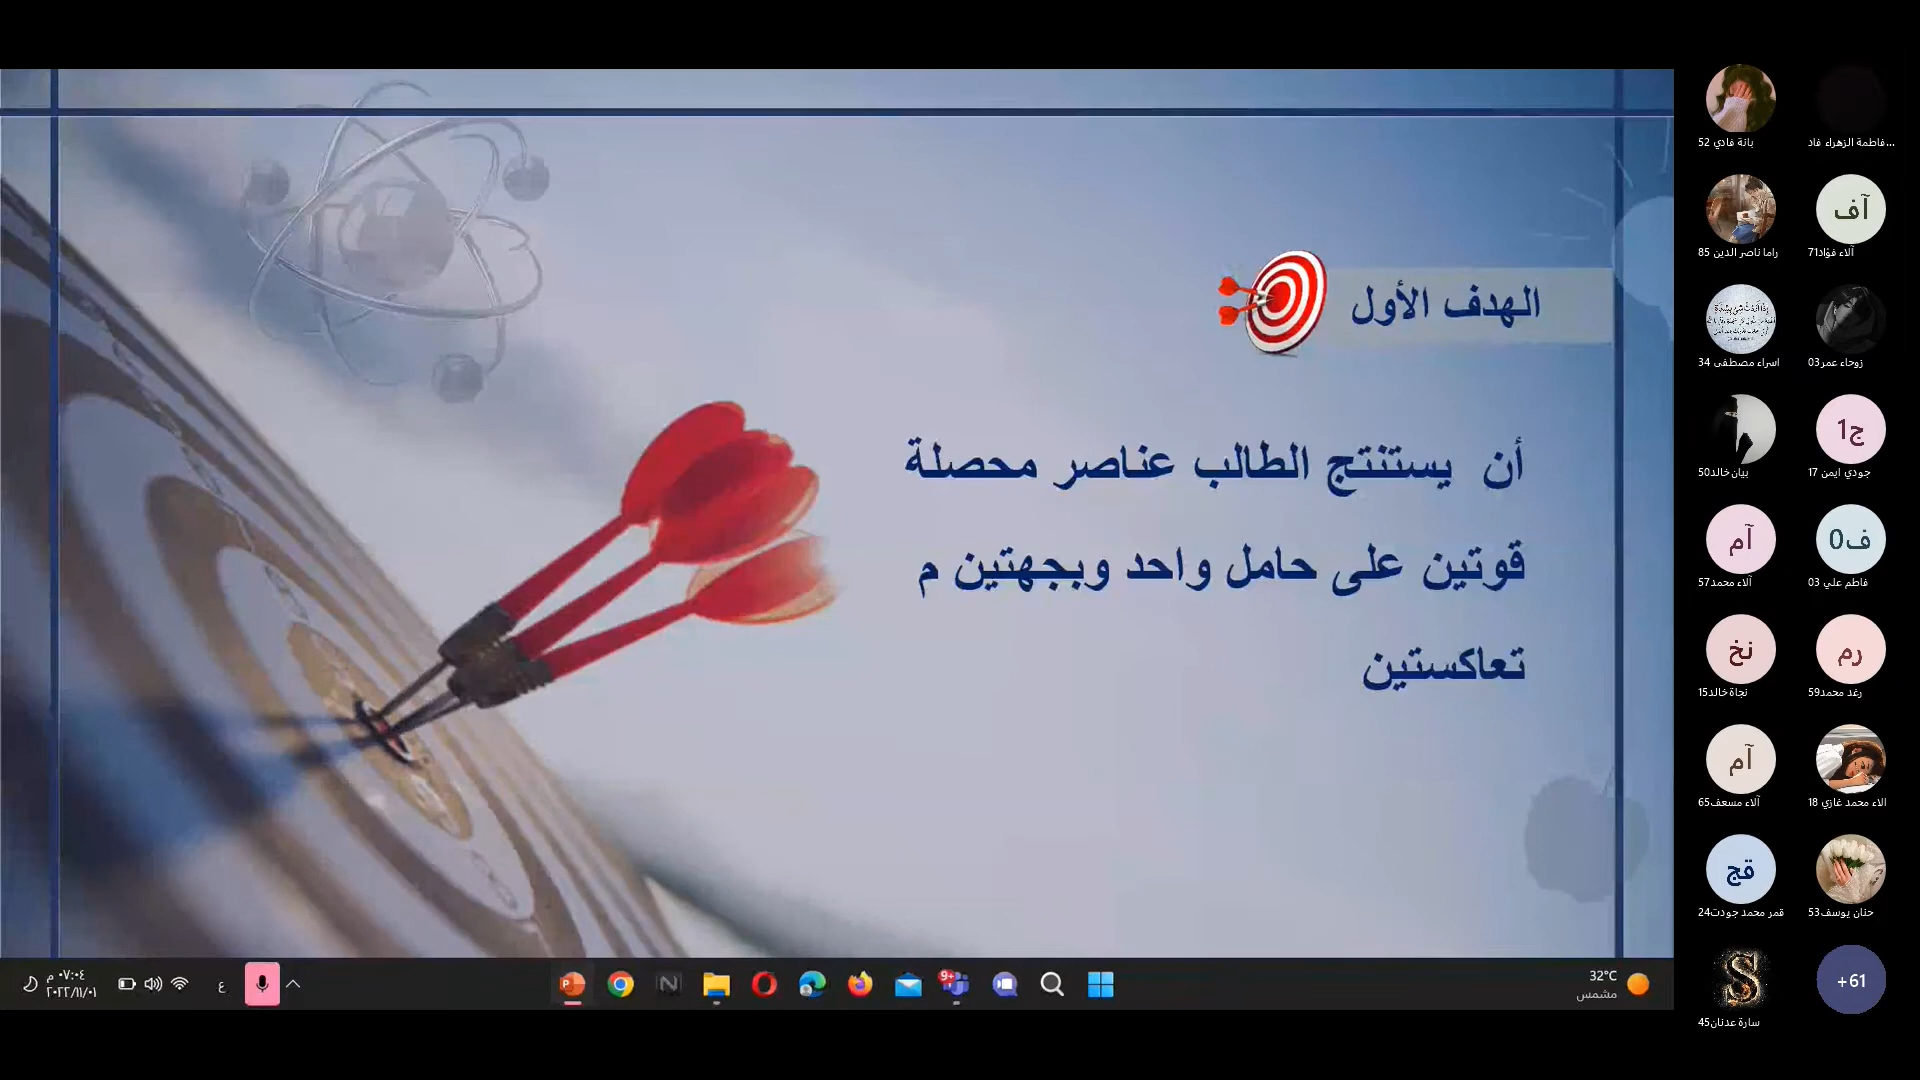 الهدف الأول
أن يستنتج الطالب عناصر محصلة
قوتين على حامل واحد وبجهتين م
تعاكستين
بانة فادي 52
فاطمة الزهراء فاد...
راما ناصر الدين 85
آف
آلاء فؤاد71
اسراء مصطفى 34
زوحاء عمر03
بيان خالد50
ج1
جودي ايمن 17
آم
آلاء محمد57
ف0
فاطم علي 03
نخ
نجاة خالد15
رم
رغد محمد59
آم
آلاء مسعف65
الاء محمد غازي 18
قج
قمر محمد جودت24
حنان يوسف53
S
سارة عدنان45
+61
٠٧:٠٤ م
٢٠٢٢/١١/٠١
ع
P
N
9+
32°C
مشمس